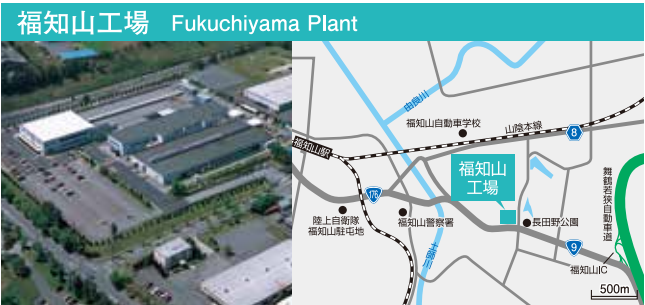 福知山工場 Fukuchiyama Plant
由良川
福知山自動車学校
山陰本線
8
福知山駅
福知山
工場
舞鶴若狭自動車道
176
陸上自衛隊
福知山駐屯地
福知山警察署
長田野公園
土師川
9
福知山IC
500m